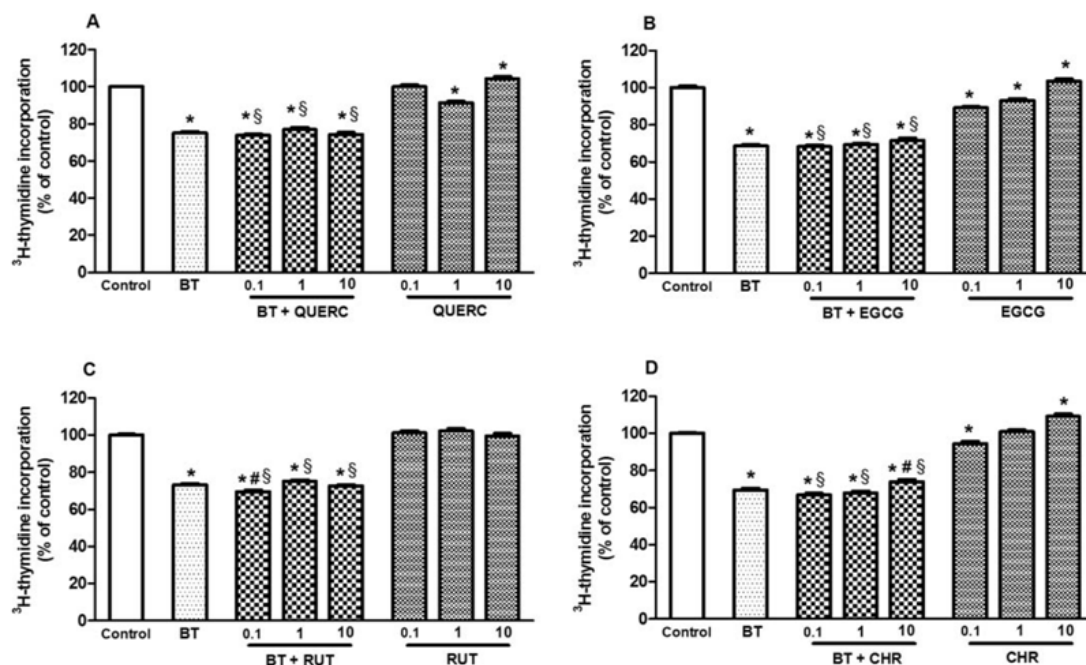 A
³H-thymidine incorporation
(% of control)
120
100
80
60
40
20
0
*
*§
*§
*§
*
*
Control
BT
0.1
1
10
0.1
1
10
BT + QUERC
QUERC
B
³H-thymidine incorporation
(% of control)
120
100
80
60
40
20
0
*
*§
*§
*§
*
*
*
Control
BT
0.1
1
10
0.1
1
10
BT + EGCG
EGCG
C
³H-thymidine incorporation
(% of control)
120
100
80
60
40
20
0
*
*#§
*§
*§
Control
BT
0.1
1
10
0.1
1
10
BT + RUT
RUT
D
³H-thymidine incorporation
(% of control)
120
100
80
60
40
20
0
*
*§
*§
*#§
*
*
Control
BT
0.1
1
10
0.1
1
10
BT + CHR
CHR